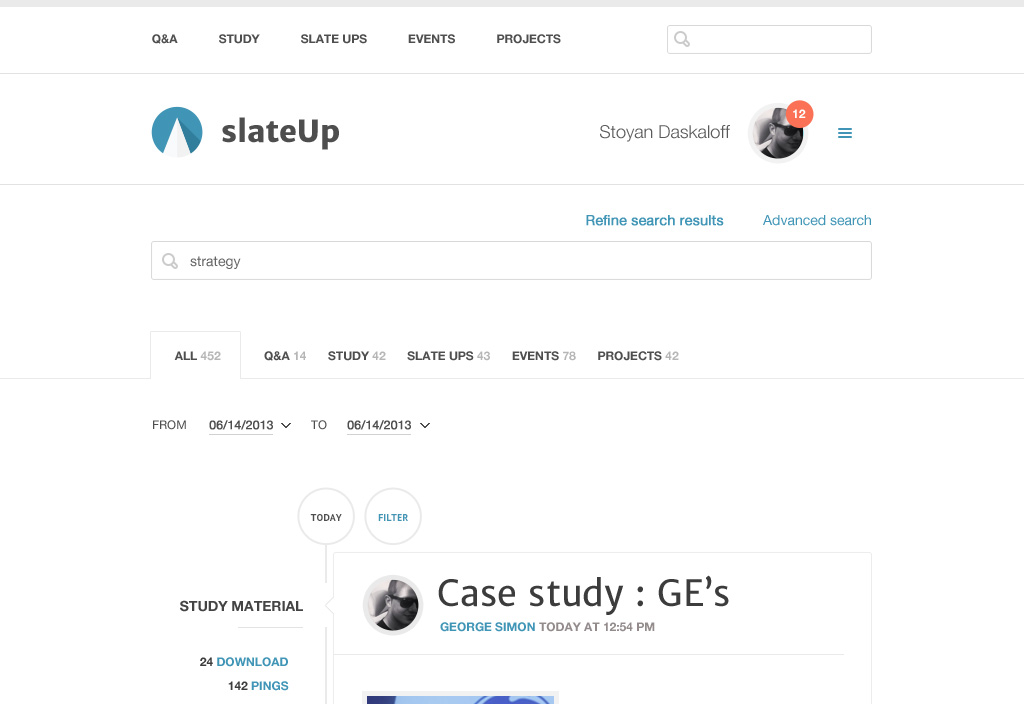 Q&A STUDY SLATE UPS EVENTS PROJECTS
slateUp
Stoyan Daskaloff
12
Refine search results Advanced search
strategy
ALL 452 Q&A 14 STUDY 42 SLATE UPS 43 EVENTS 78 PROJECTS 42
FROM 06/14/2013 TO 06/14/2013
TODAY FILTER
STUDY MATERIAL
24 DOWNLOAD
142 PINGS
Case study : GE’s
GEORGE SIMON TODAY AT 12:54 PM